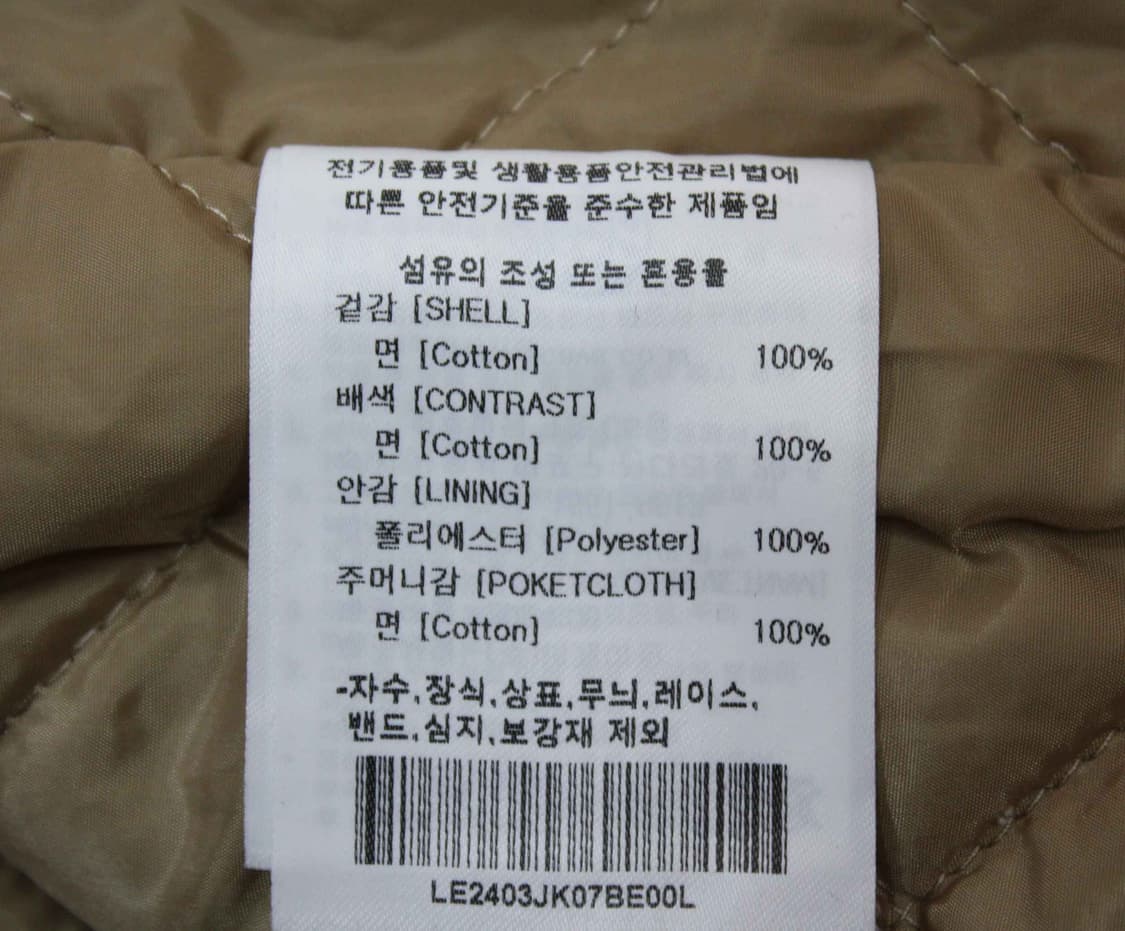 전기용품및 생활용품안전관리법에
따른 안전기준을 준수한 제품임
섬유의 조성 또는 혼용율
겉감 [SHELL]
면 [Cotton] 100%
배색 [CONTRAST]
면 [Cotton] 100%
안감 [LINING]
폴리에스터 [Polyester] 100%
주머니감 [POKETCLOTH]
면 [Cotton] 100%
-자수,장식,상표,무늬,레이스,
밴드,심지,보강재 제외
LE2403JK07BE00L